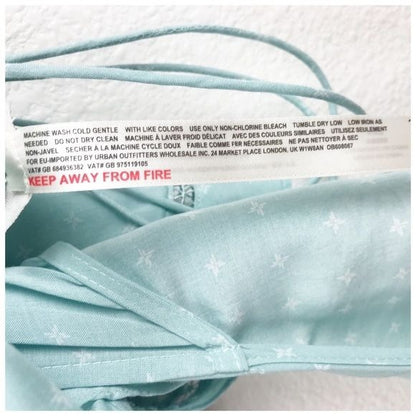 MACHINE WASH COLD GENTLE WITH LIKE COLORS USE ONLY NON-CHLORINE BLEACH TUMBLE DRY LOW LOW IRON AS
NEEDED DO NOT DRY CLEAN MACHINE À LAVER FROID DÉLICAT AVEC DES COULEURS SIMILAIRES UTILISEZ SEULEMENT
NON-JAVEL SECHER A LA MACHINE CYCLE DOUX FAIBLE COMME FER NÉCESSAIRES NE PAS NETTOYER À SEC
FOR EU-IMPORTED BY URBAN OUTFITTERS WHOLESALE INC. 24 MARKET PLACE LONDON, UK W1W8AN OB608067
VAT# GB 684936382 VAT# GB 975119105
KEEP AWAY FROM FIRE